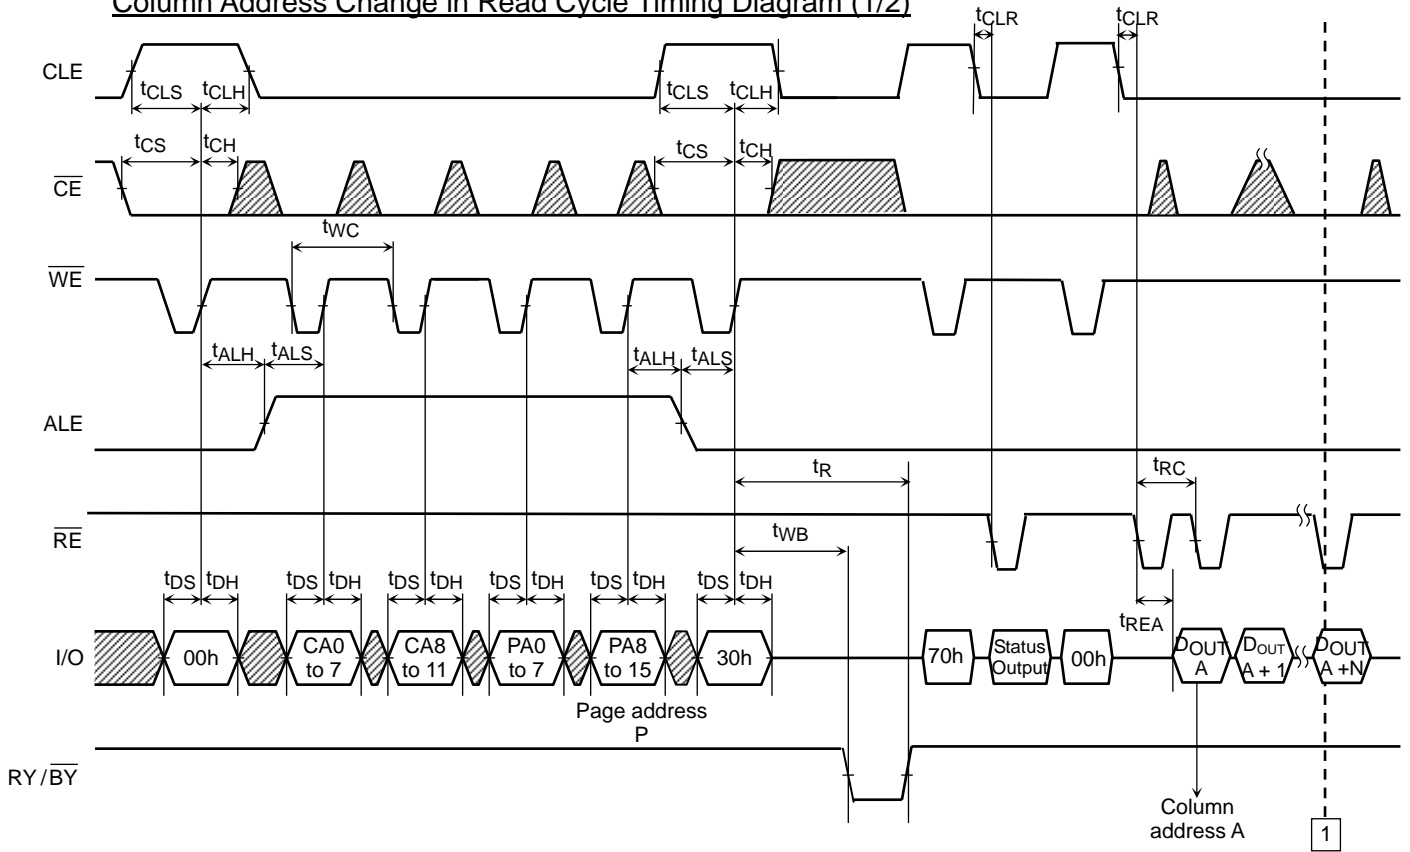 Column Address Change in Read Cycle Timing Diagram (1/2)
tCLR tCLR
CLE
tCLS tCLH tCLS tCLH
tCS tCH tCS tCH
CE
tWC
WE
tALH tALS tALH tALS
ALE
tR tRC
RE
tWB
tDS tDH tDS tDH tDS tDH tDS tDH tDS tDH tDS tDH
tREA
I/O
00h
CA0
to 7
CA8
to 11
PA0
to 7
PA8
to 15
30h
70h
Status
Output
00h
DOUT
A
DOUT
A + 1
DOUT
A +N
Page address
P
RY/BY
Column
address A
1